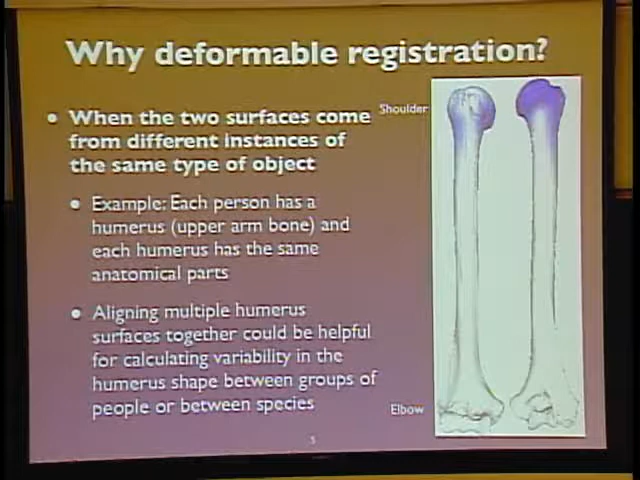 Why deformable registration?
• When the two surfaces come
from different instances of
the same type of object
• Example: Each person has a
humerus (upper arm bone) and
each humerus has the same
anatomical parts
• Aligning multiple humerus
surfaces together could be helpful
for calculating variability in the
humerus shape between groups of
people or between species
Shoulder
Elbow